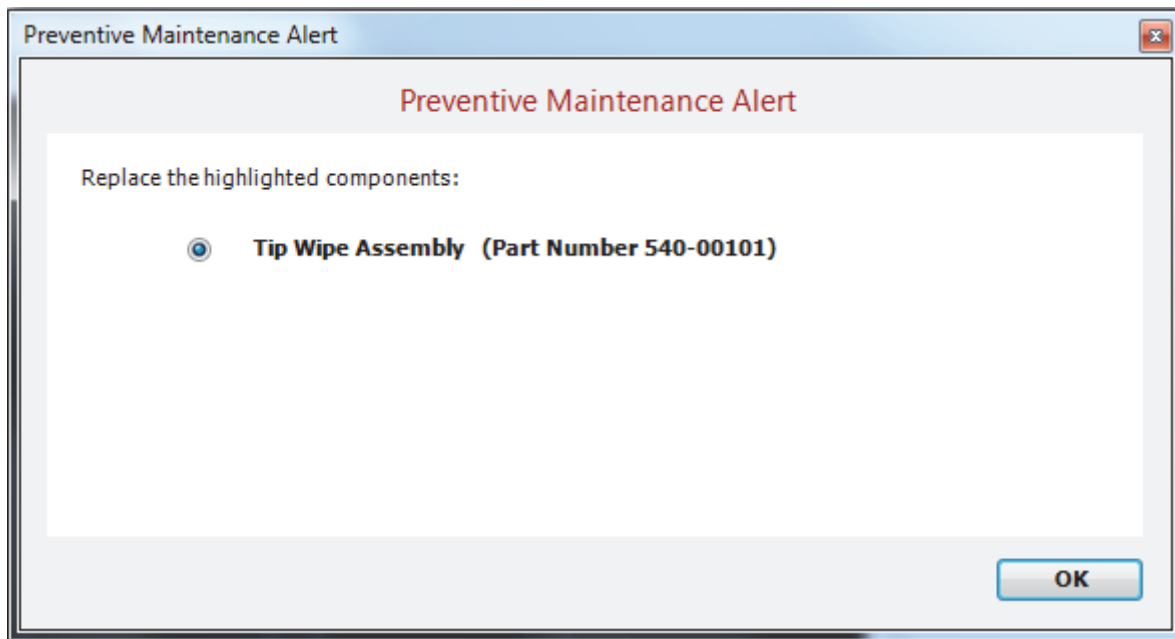 Preventive Maintenance Alert
Preventive Maintenance Alert
Replace the highlighted components:
Tip Wipe Assembly (Part Number 540-00101)
OK